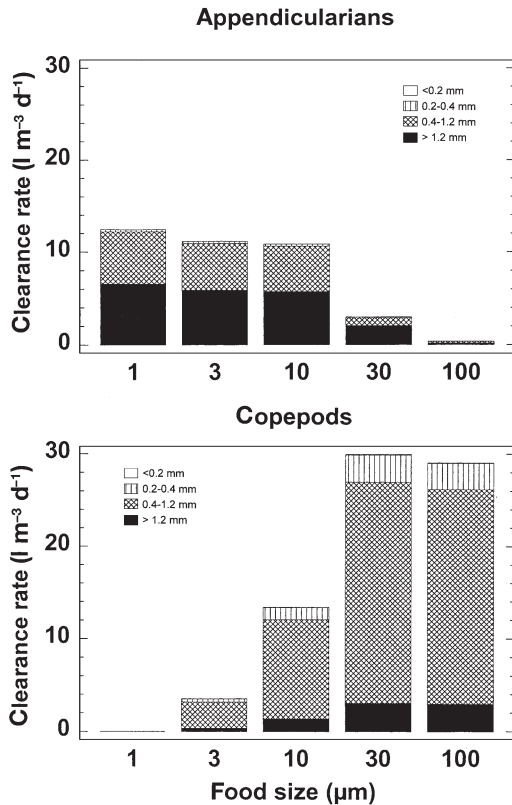 Appendicularians
30
20
10
0
Clearance rate (l m⁻³ d⁻¹)
<0.2 mm
0.2-0.4 mm
0.4-1.2 mm
> 1.2 mm
1 3 10 30 100
Copepods
30
20
10
0
Clearance rate (l m⁻³ d⁻¹)
<0.2 mm
0.2-0.4 mm
0.4-1.2 mm
> 1.2 mm
1 3 10 30 100
Food size (µm)